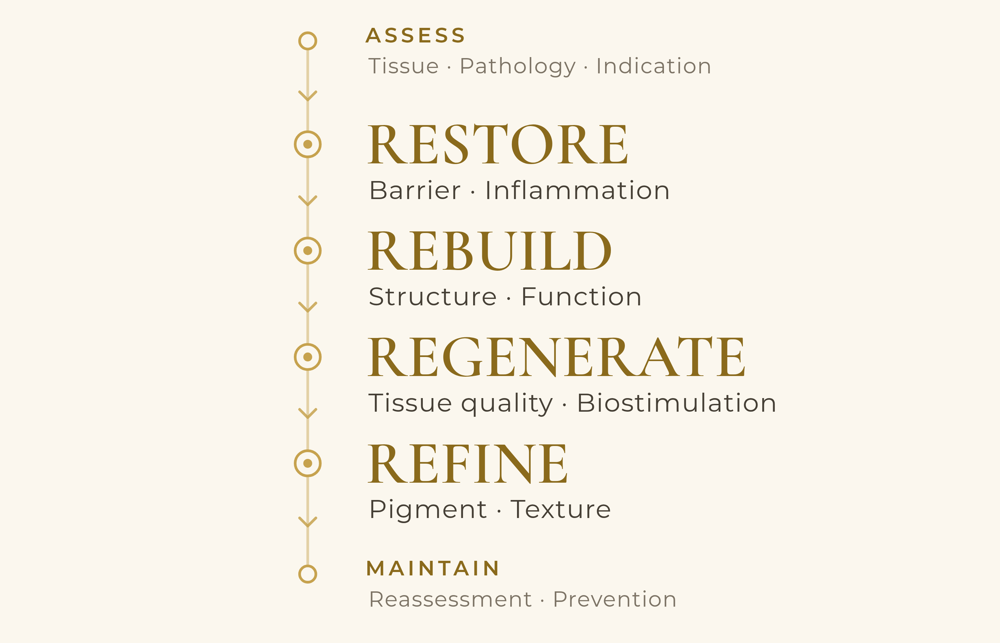 ASSESS
Tissue · Pathology · Indication
RESTORE
Barrier · Inflammation
REBUILD
Structure · Function
REGENERATE
Tissue quality · Biostimulation
REFINE
Pigment · Texture
MAINTAIN
Reassessment · Prevention